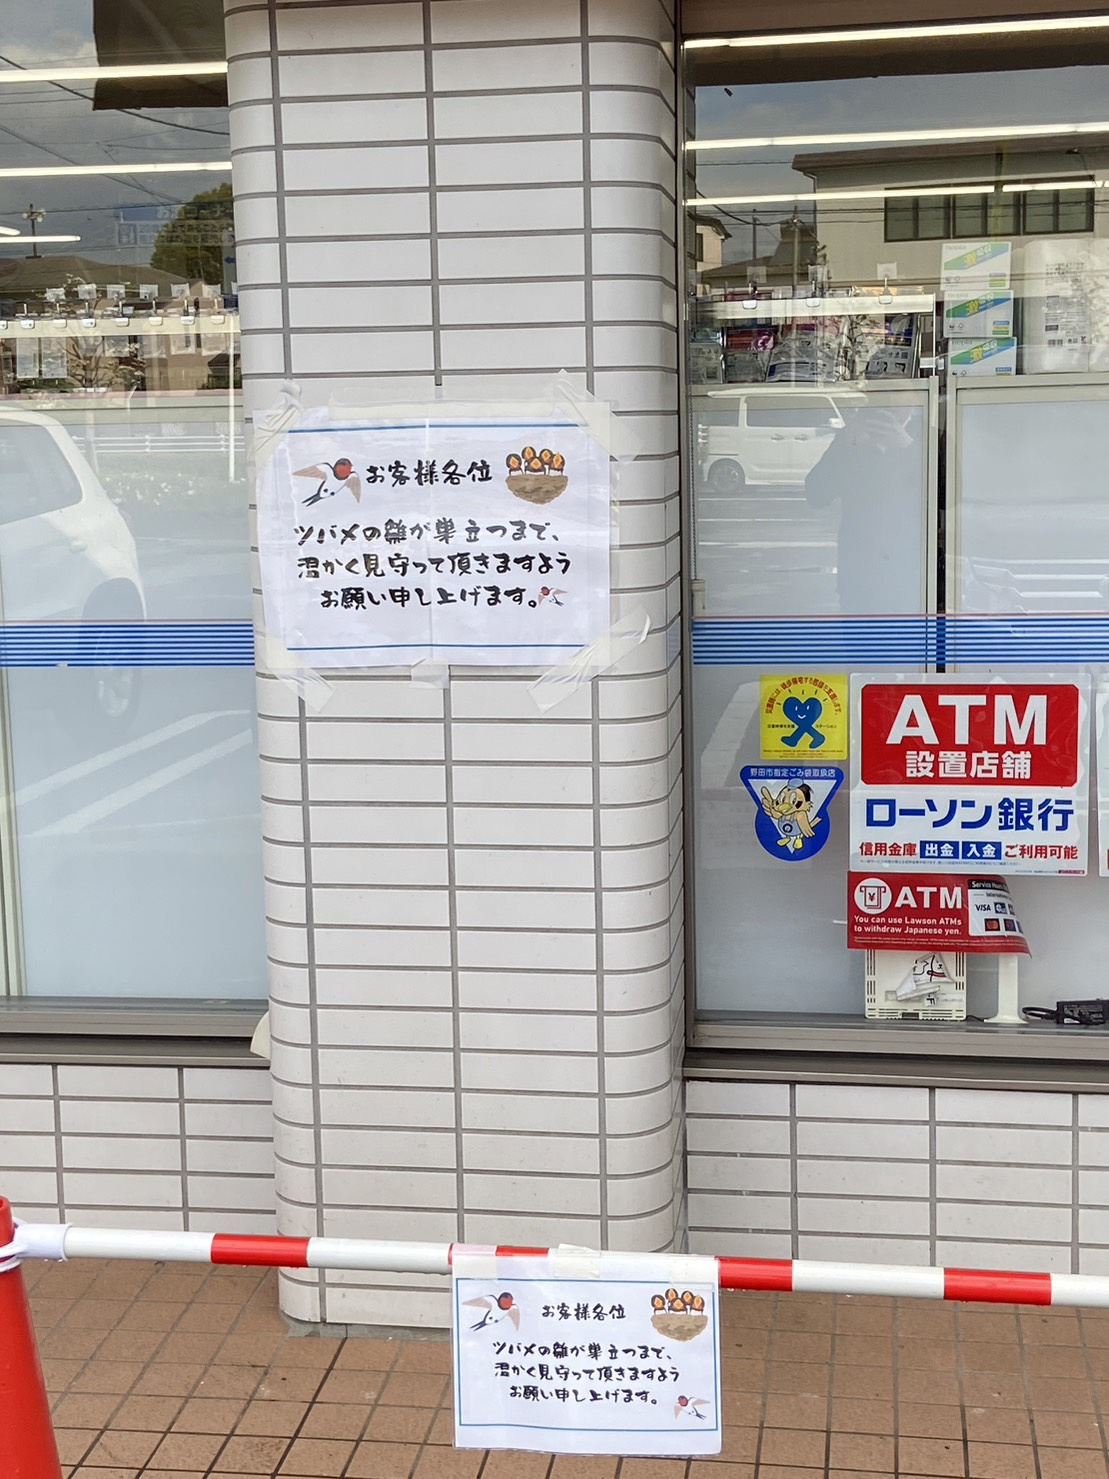 お客様各位
ツバメの雛が巣立つまで、
温かく見守って頂きますよう
お願い申し上げます。
野田市指定ごみ袋取扱店
ATM
設置店舗
ローソン銀行
信用金庫 出金 入金 ご利用可能
ATM
You can use Lawson ATMs
to withdraw Japanese yen.
VISA
お客様各位
ツバメの雛が巣立つまで、
温かく見守って頂きますよう
お願い申し上げます。